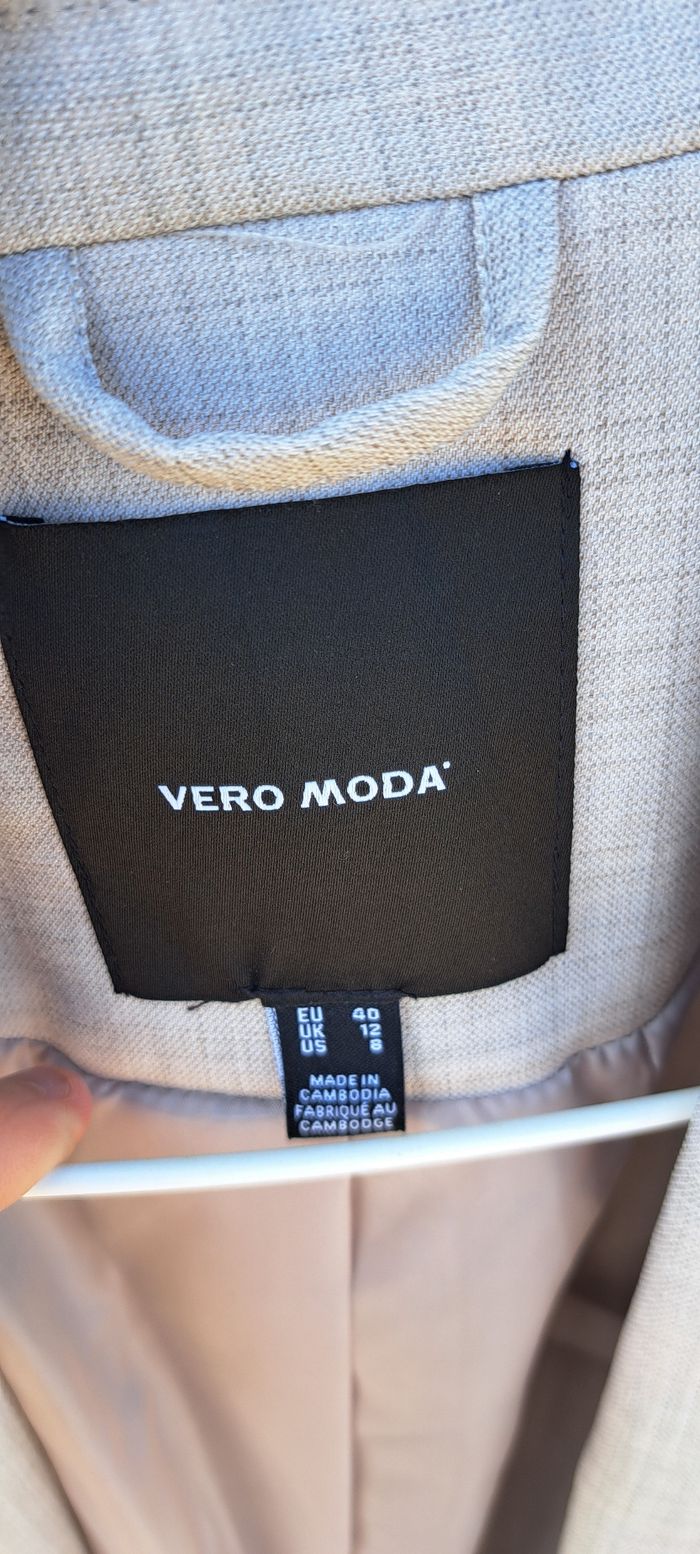 VERO MODA
EU 40
UK 12
US 8
MADE IN
CAMBODIA
FABRIQUÉ AU
CAMBODGE